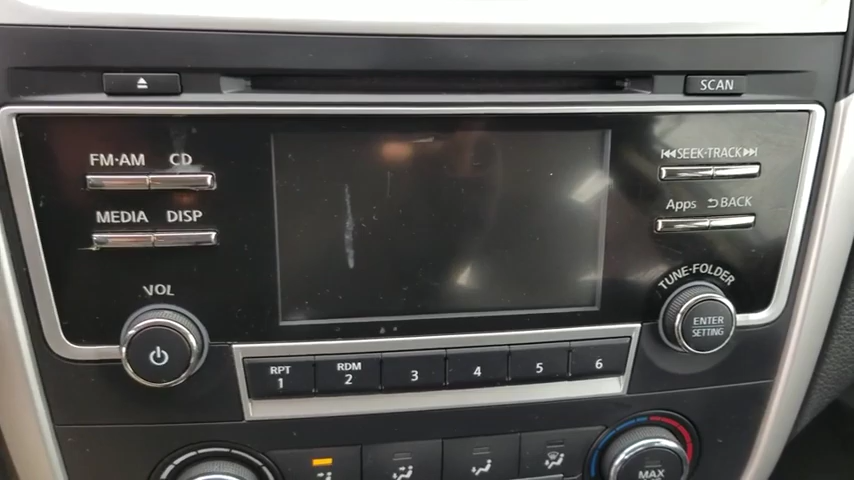 SCAN
FM·AM CD
SEEK·TRACK
MEDIA DISP
Apps BACK
VOL
TUNE·FOLDER
ENTER
SETTING
RPT
1
RDM
2
3
4
5
6
MAX